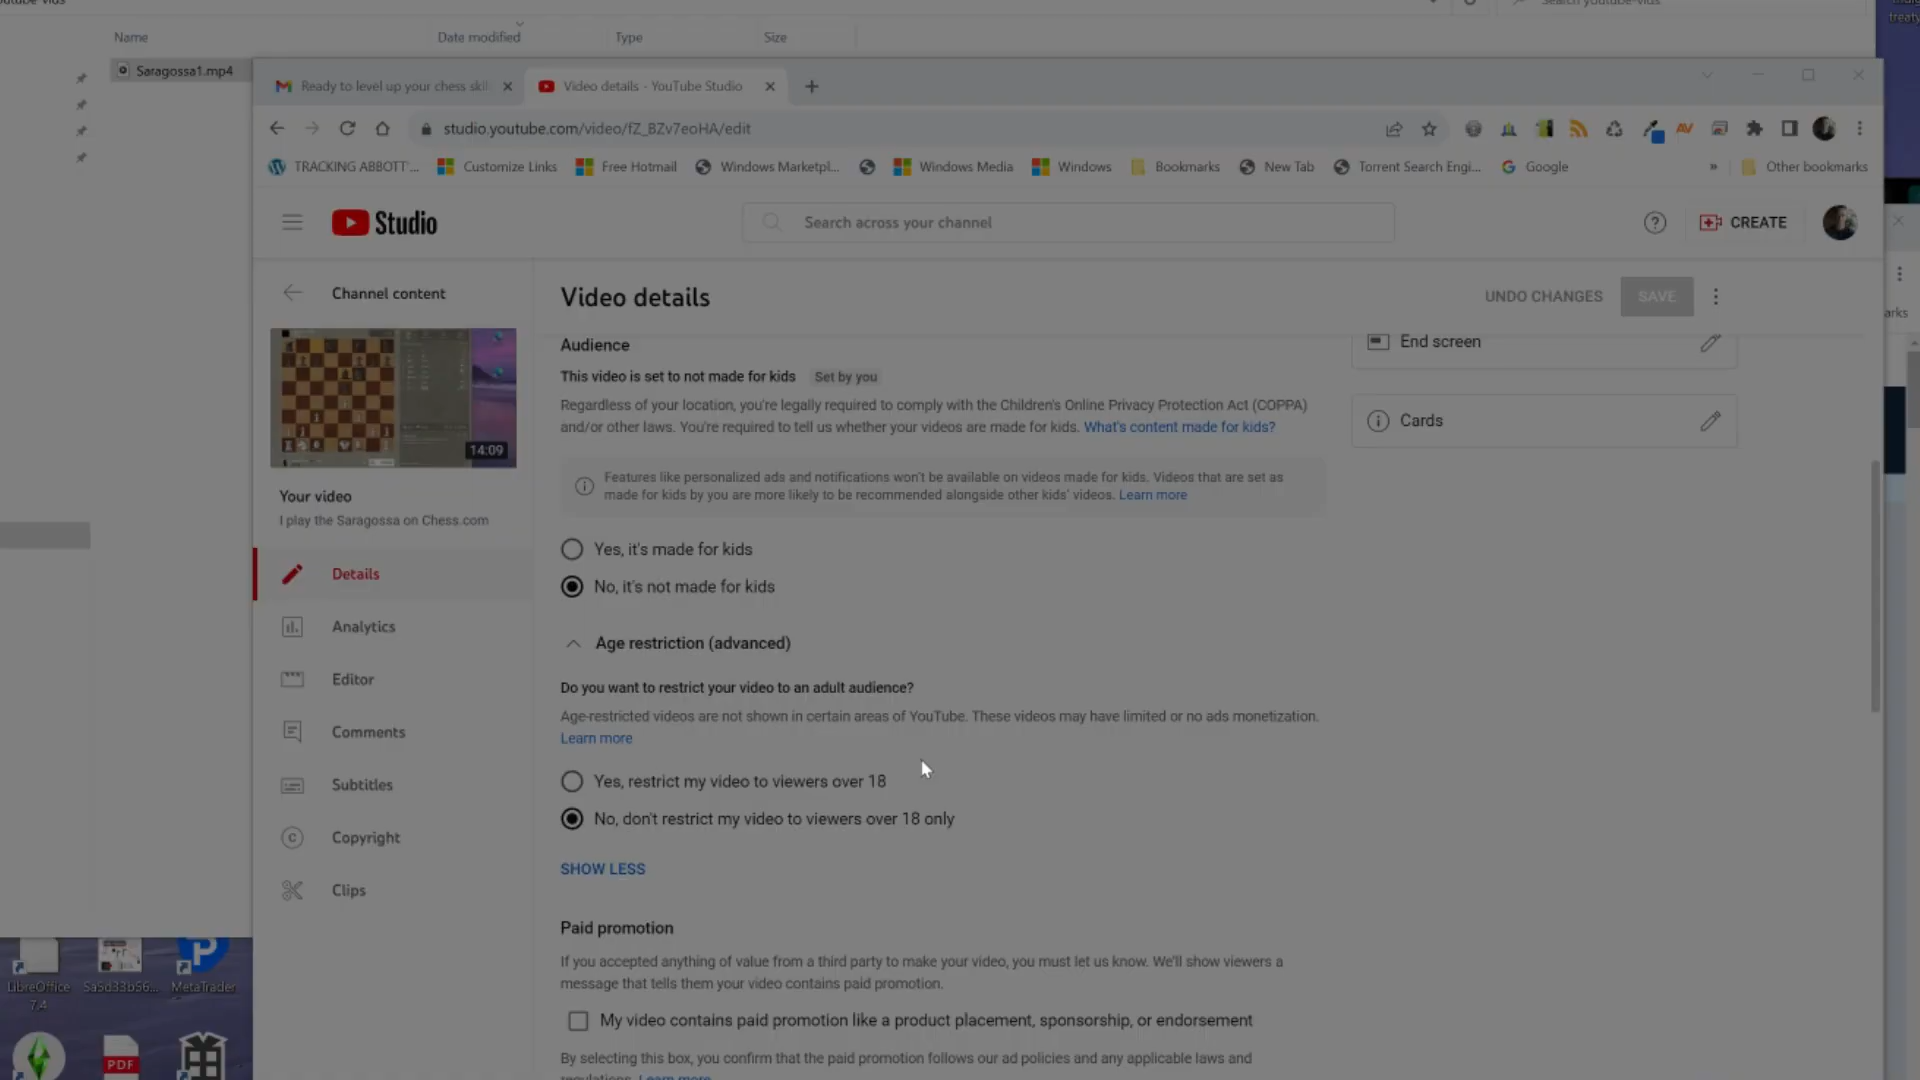 Name
Date modified
Type
Size
Saragossa1.mp4
Ready to level up your chess skil
Video details - YouTube Studio
studio.youtube.com/video/fZ_BZv7eoHA/edit
TRACKING ABBOTT'...
Customize Links
Free Hotmail
Windows Marketpl...
Windows Media
Windows
Bookmarks
New Tab
Torrent Search Engi...
Google
»
Other bookmarks
Studio
Search across your channel
CREATE
arks
Channel content
Video details
UNDO CHANGES
SAVE
14:09
Your video
I play the Saragossa on Chess.com
Details
Analytics
Editor
Comments
Subtitles
Copyright
Clips
Audience
This video is set to not made for kids
Set by you
Regardless of your location, you're legally required to comply with the Children's Online Privacy Protection Act (COPPA)
and/or other laws. You're required to tell us whether your videos are made for kids. What's content made for kids?
Features like personalized ads and notifications won't be available on videos made for kids. Videos that are set as
made for kids by you are more likely to be recommended alongside other kids' videos. Learn more
Yes, it's made for kids
No, it's not made for kids
Age restriction (advanced)
Do you want to restrict your video to an adult audience?
Age-restricted videos are not shown in certain areas of YouTube. These videos may have limited or no ads monetization.
Learn more
Yes, restrict my video to viewers over 18
No, don't restrict my video to viewers over 18 only
SHOW LESS
Paid promotion
If you accepted anything of value from a third party to make your video, you must let us know. We'll show viewers a
message that tells them your video contains paid promotion.
My video contains paid promotion like a product placement, sponsorship, or endorsement
By selecting this box, you confirm that the paid promotion follows our ad policies and any applicable laws and
regulations. Learn more
End screen
Cards
LibreOffice
7.4
MetaTrader
PDF
treaty